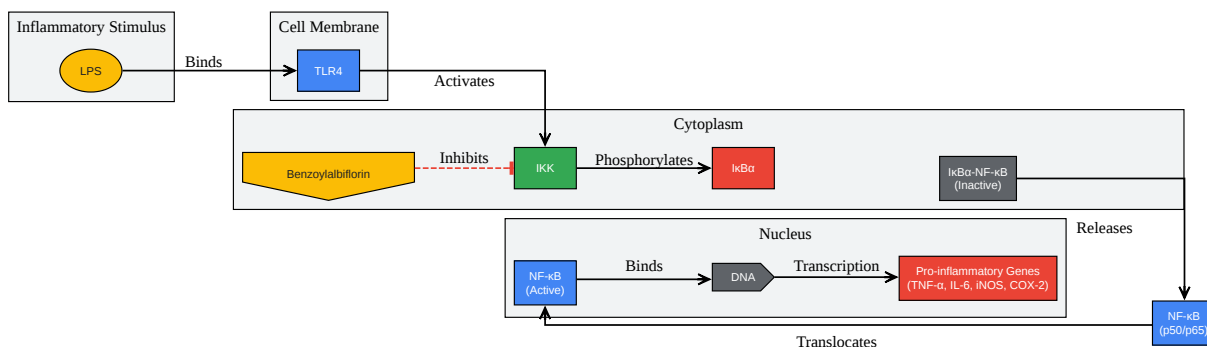 Inflammatory Stimulus
Cell Membrane
LPS
Binds
TLR4
Activates
Cytoplasm
Benzoylalbiflorin
Inhibits
IKK
Phosphorylates
IκBα
IκBα-NF-κB
(Inactive)
Releases
Nucleus
NF-κB
(Active)
Binds
DNA
Transcription
Pro-inflammatory Genes
(TNF-α, IL-6, iNOS, COX-2)
NF-κB
(p50/p65)
Translocates